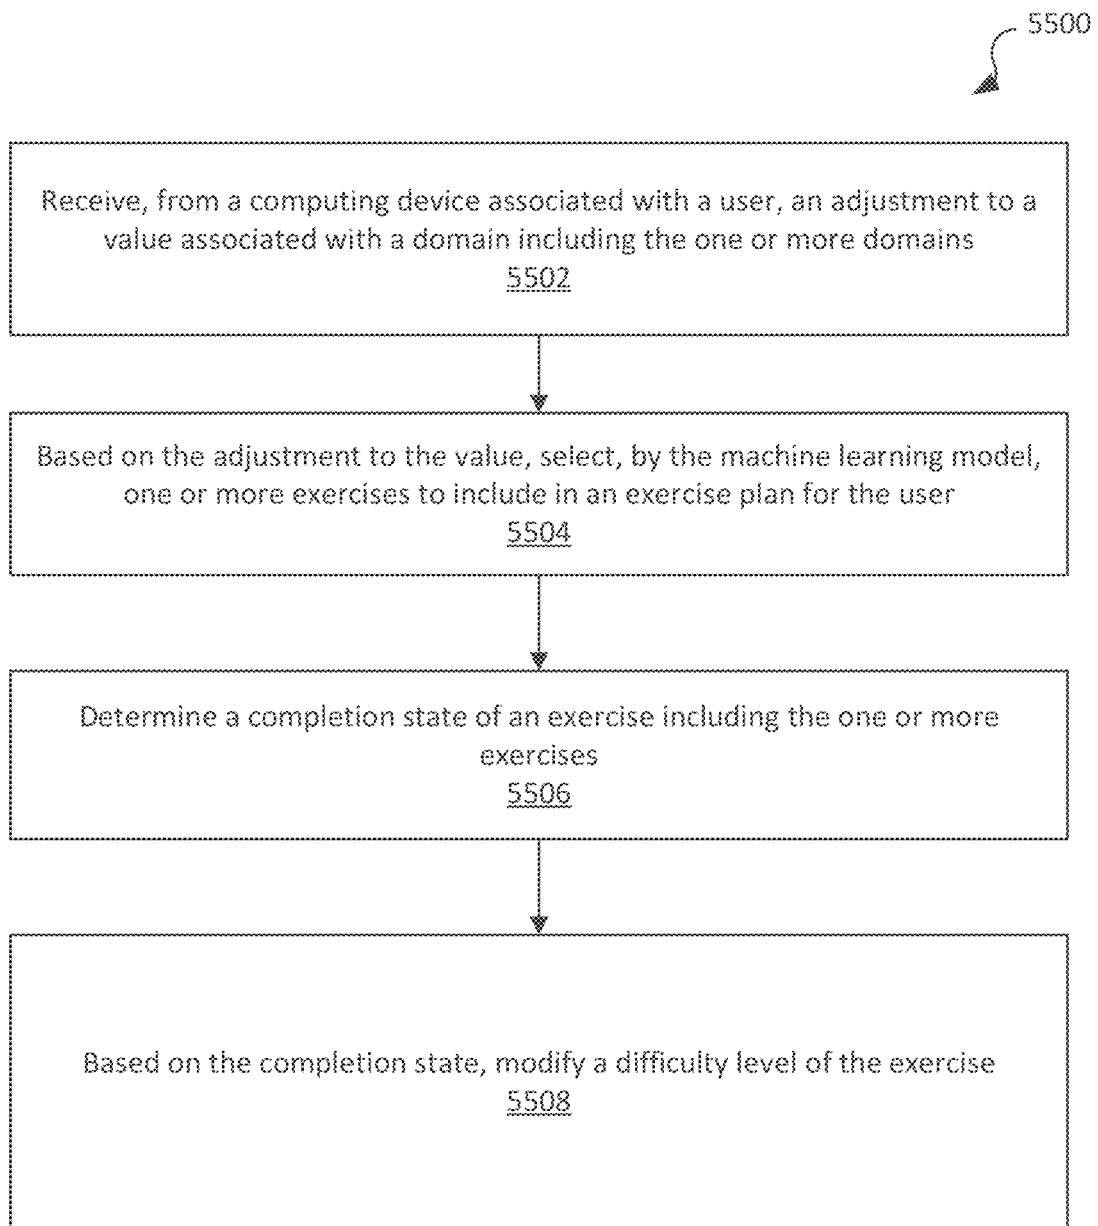 5500
Receive, from a computing device associated with a user, an adjustment to a
value associated with a domain including the one or more domains
5502
Based on the adjustment to the value, select, by the machine learning model,
one or more exercises to include in an exercise plan for the user
5504
Determine a completion state of an exercise including the one or more
exercises
5506
Based on the completion state, modify a difficulty level of the exercise
5508